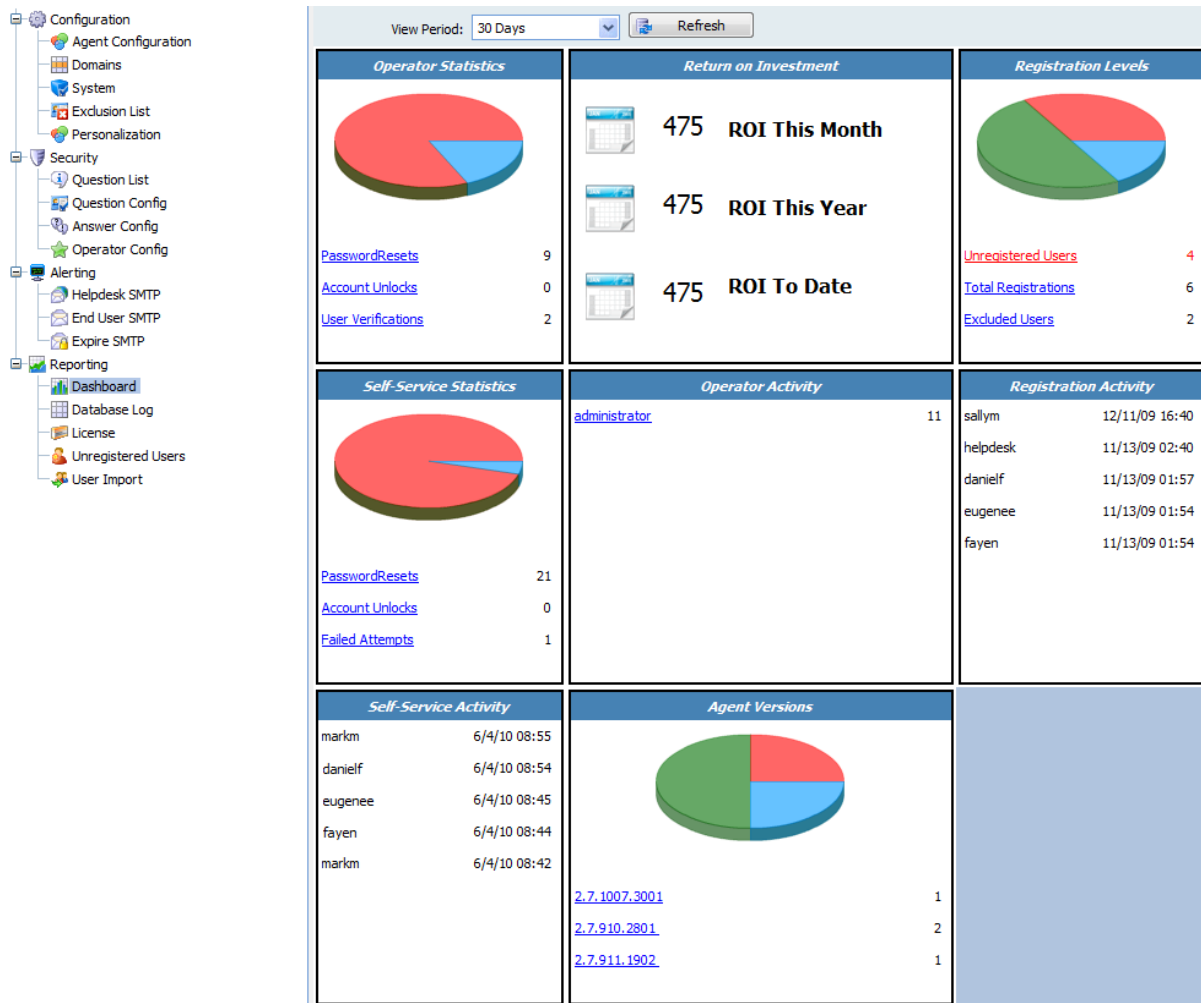 Configuration
Agent Configuration
Domains
System
Exclusion List
Personalization
Security
Question List
Question Config
Answer Config
Operator Config
Alerting
Helpdesk SMTP
End User SMTP
Expire SMTP
Reporting
Dashboard
Database Log
License
Unregistered Users
User Import
View Period: 30 Days Refresh
Operator Statistics
PasswordResets 9
Account Unlocks 0
User Verifications 2
Return on Investment
475 ROI This Month
475 ROI This Year
475 ROI To Date
Registration Levels
Unregistered Users 4
Total Registrations 6
Excluded Users 2
Self-Service Statistics
PasswordResets 21
Account Unlocks 0
Failed Attempts 1
Operator Activity
administrator 11
Registration Activity
sallym 12/11/09 16:40
helpdesk 11/13/09 02:40
danielf 11/13/09 01:57
eugenee 11/13/09 01:54
fayen 11/13/09 01:54
Self-Service Activity
markm 6/4/10 08:55
danielf 6/4/10 08:54
eugenee 6/4/10 08:45
fayen 6/4/10 08:44
markm 6/4/10 08:42
Agent Versions
2.7.1007.3001 1
2.7.910.2801 2
2.7.911.1902 1